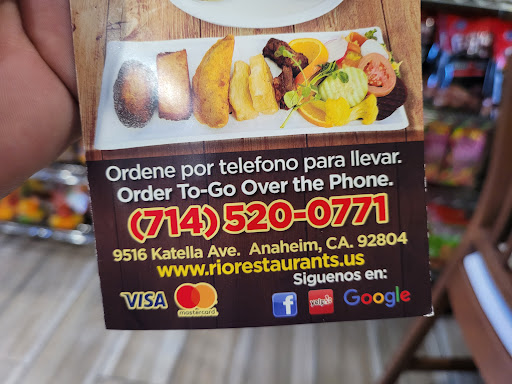 Ordene por telefono para llevar.
Order To-Go Over the Phone.
(714) 520-0771
9516 Katella Ave. Anaheim, CA. 92804
www.riorestaurants.us
Siguenos en:
VISA mastercard f yelp Google